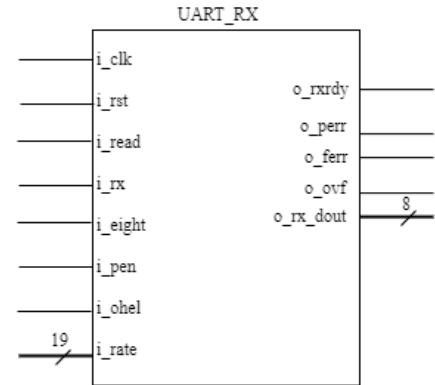 UART_RX
i_clk
i_rst
i_read
i_rx
i_eight
i_pen
i_ohel
19
i_rate
o_rxrdy
o_perr
o_ferr
o_ovf
o_rx_dout
8